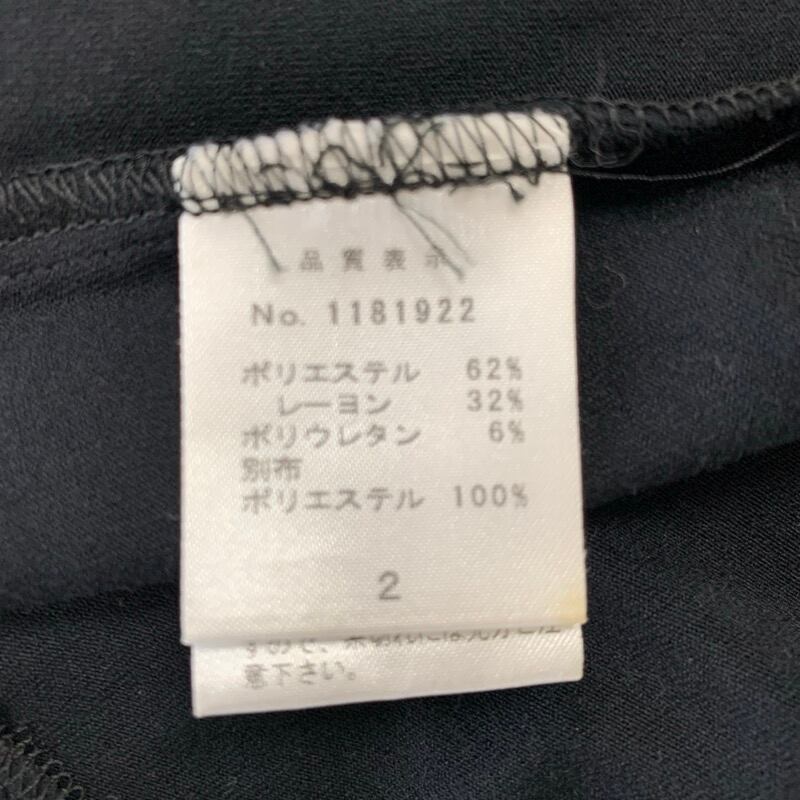 品質表示
No. 1181922
ポリエステル 62%
レーヨン 32%
ポリウレタン 6%
別布
ポリエステル 100%
2
意下さい。